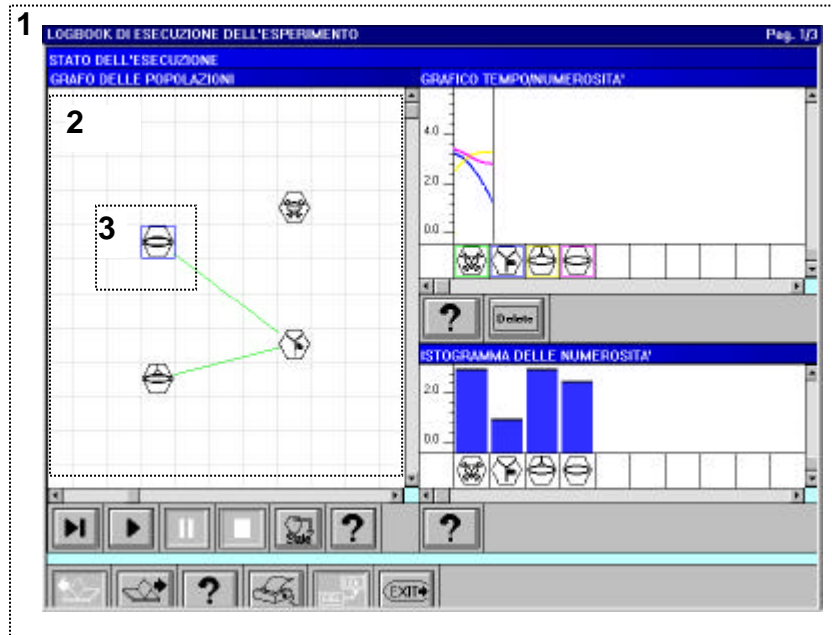 1
LOGBOOK DI ESECUZIONE DELL'ESPERIMENTO Pag. 1/3
STATO DELL'ESECUZIONE
GRAFO DELLE POPOLAZIONI
2
3
GRAFICO TEMPO/NUMEROSITA'
4.0
2.0
0.0
? Delete
ISTOGRAMMA DELLE NUMEROSITA'
2.0
0.0
State ? ?
? EXIT